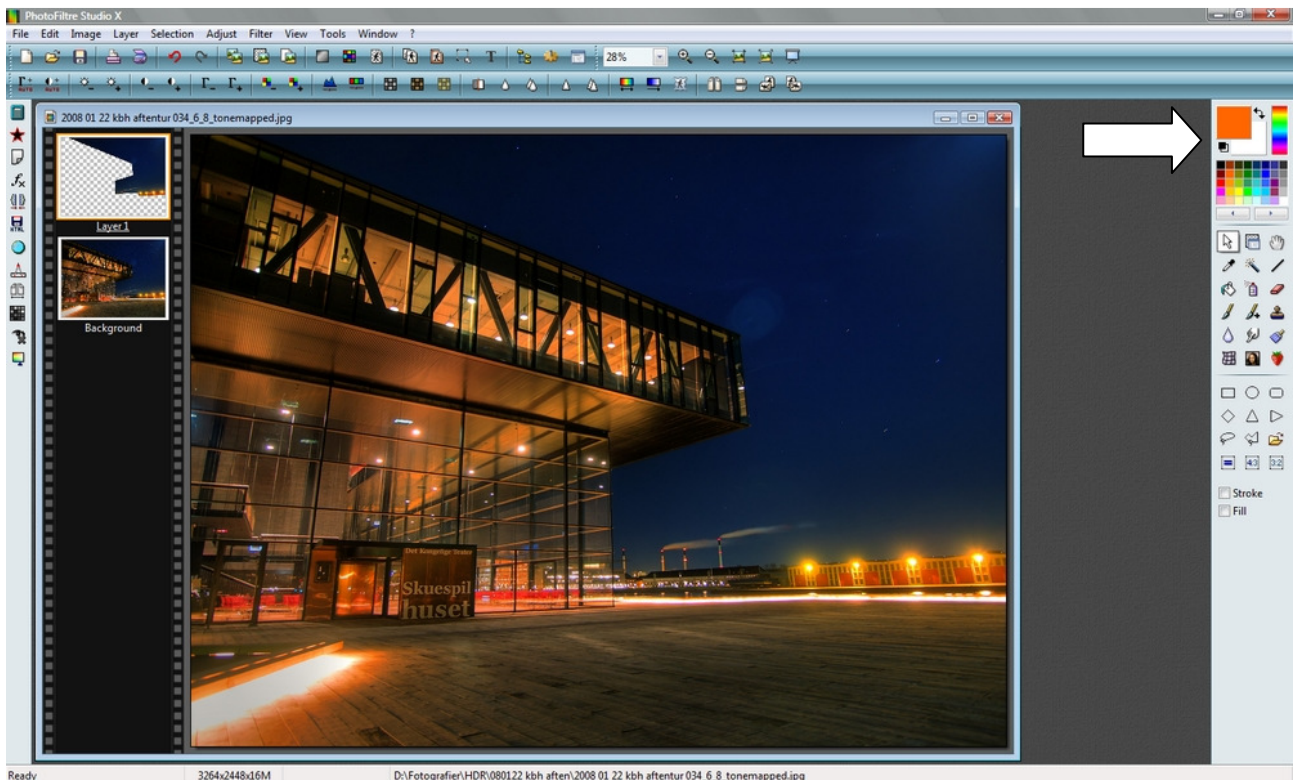 PhotoFiltre Studio X
File Edit Image Layer Selection Adjust Filter View Tools Window ?
28%
2008 01 22 kbh aftentur 034_6_8_tonemapped.jpg
Layer 1
Background
Det Kongelige Teater
Skuespil
huset
Stroke
Fill
Ready 3264x2448x16M D:\Fotografier\HDR\080122 kbh aften\2008 01 22 kbh aftentur 034_6_8_tonemapped.jpg